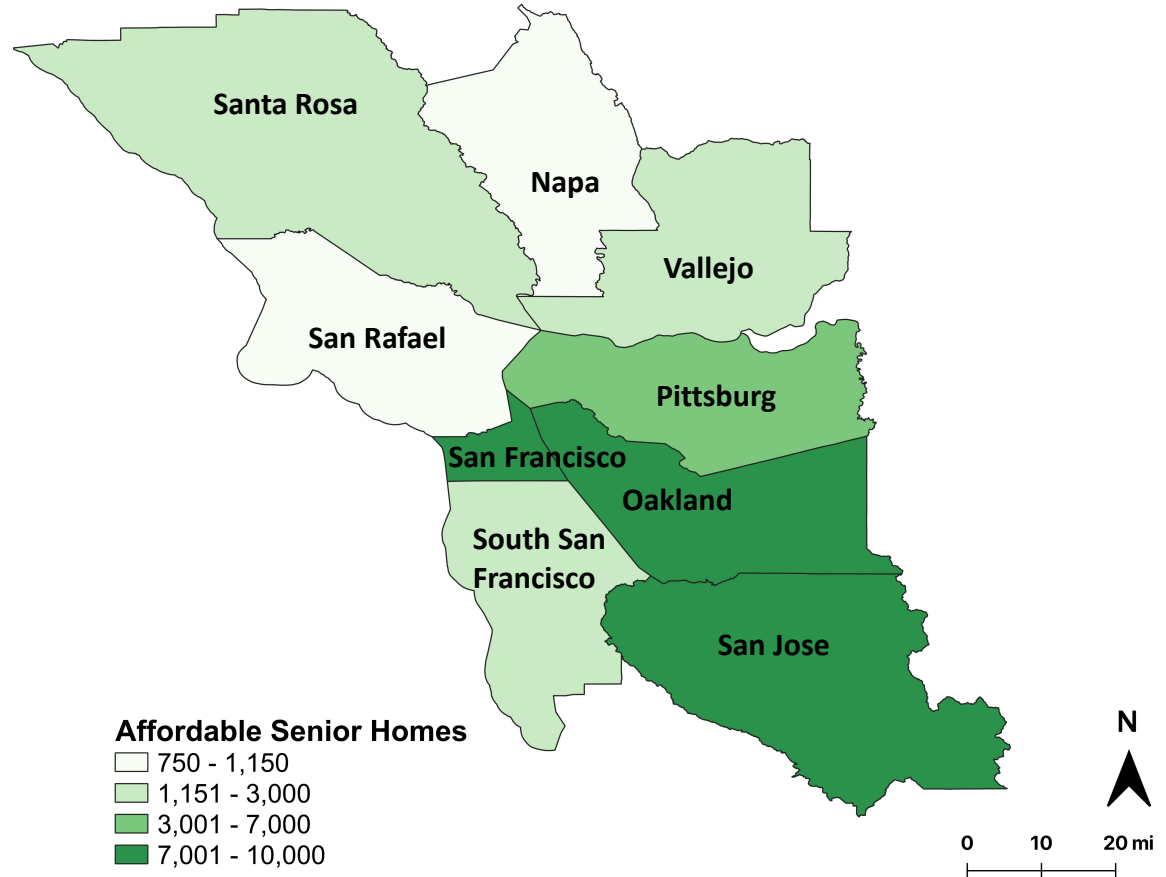 Santa Rosa
Napa
Vallejo
San Rafael
Pittsburg
San Francisco
Oakland
South San
Francisco
San Jose
Affordable Senior Homes
750 - 1,150
1,151 - 3,000
3,001 - 7,000
7,001 - 10,000
N
0 10 20 mi